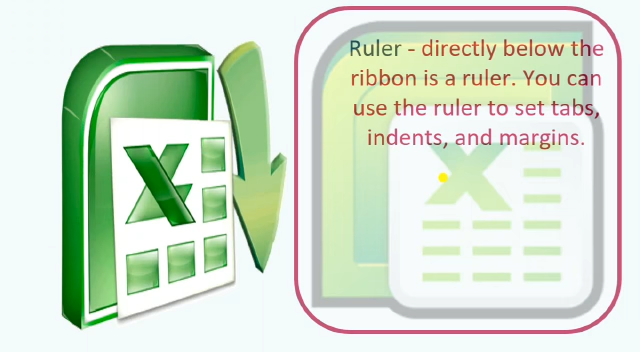 Ruler - directly below the
ribbon is a ruler. You can
use the ruler to set tabs,
indents, and margins.